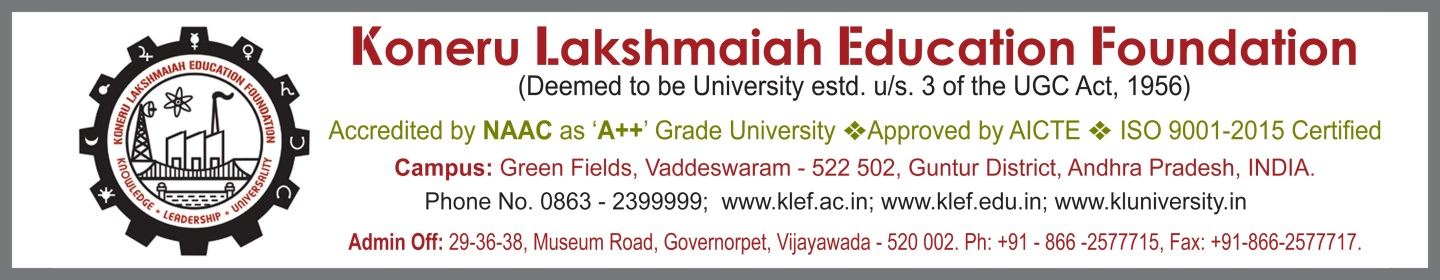 KONERU LAKSHMAIAH EDUCATION FOUNDATION
KNOWLEDGE • LEADERSHIP • UNIVERSALITY
Koneru Lakshmaiah Education Foundation
(Deemed to be University estd. u/s. 3 of the UGC Act, 1956)
Accredited by NAAC as ‘A++’ Grade University ❖Approved by AICTE ❖ ISO 9001-2015 Certified
Campus: Green Fields, Vaddeswaram - 522 502, Guntur District, Andhra Pradesh, INDIA.
Phone No. 0863 - 2399999; www.klef.ac.in; www.klef.edu.in; www.kluniversity.in
Admin Off: 29-36-38, Museum Road, Governorpet, Vijayawada - 520 002. Ph: +91 - 866 -2577715, Fax: +91-866-2577717.